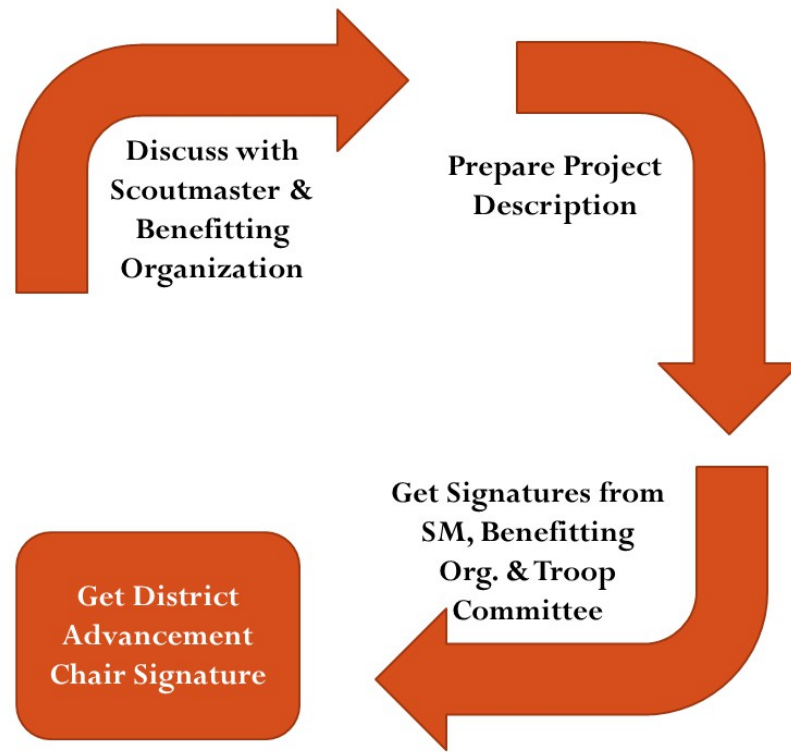 Discuss with
Scoutmaster &
Benefitting
Organization
Prepare Project
Description
Get Signatures from
SM, Benefitting
Org. & Troop
Committee
Get District
Advancement
Chair Signature